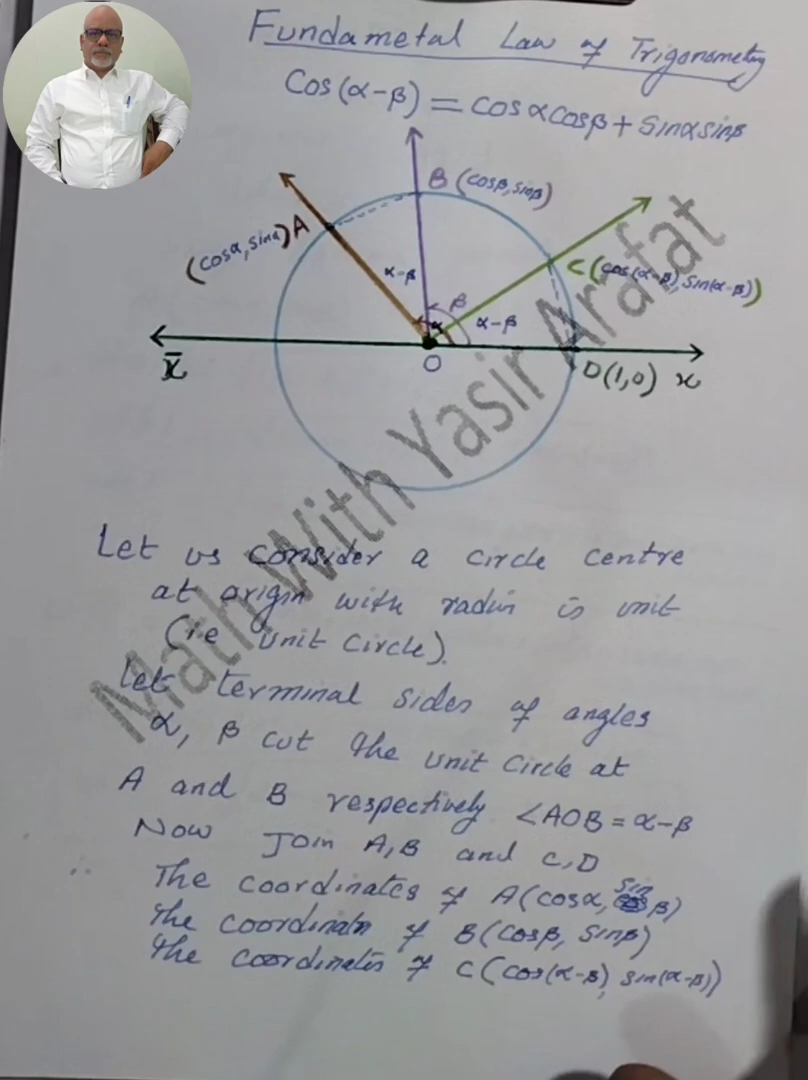 Fundametal Law of Trigonometry
Cos(α-β) = cosαcosβ + Sinαsinβ
B (cosβ, sinβ)
(cosα, sinα) A
C (cos(α-β), sin(α-β))
α-β
β
α
α-β
x̄
O
D(1,0)
x
Math With Yasir Arafat
Let us consider a circle centre
at origin with radius is unit
(ie unit circle).
Let terminal sides of angles
α, β cut the unit circle at
A and B respectively ∠AOB = α-β
Now Join A,B and C,D
∴ The coordinates of A(cosα, sin β)
The coordinates of B(cosβ, sinβ)
The coordinates of C(cos(α-β), sin(α-β))